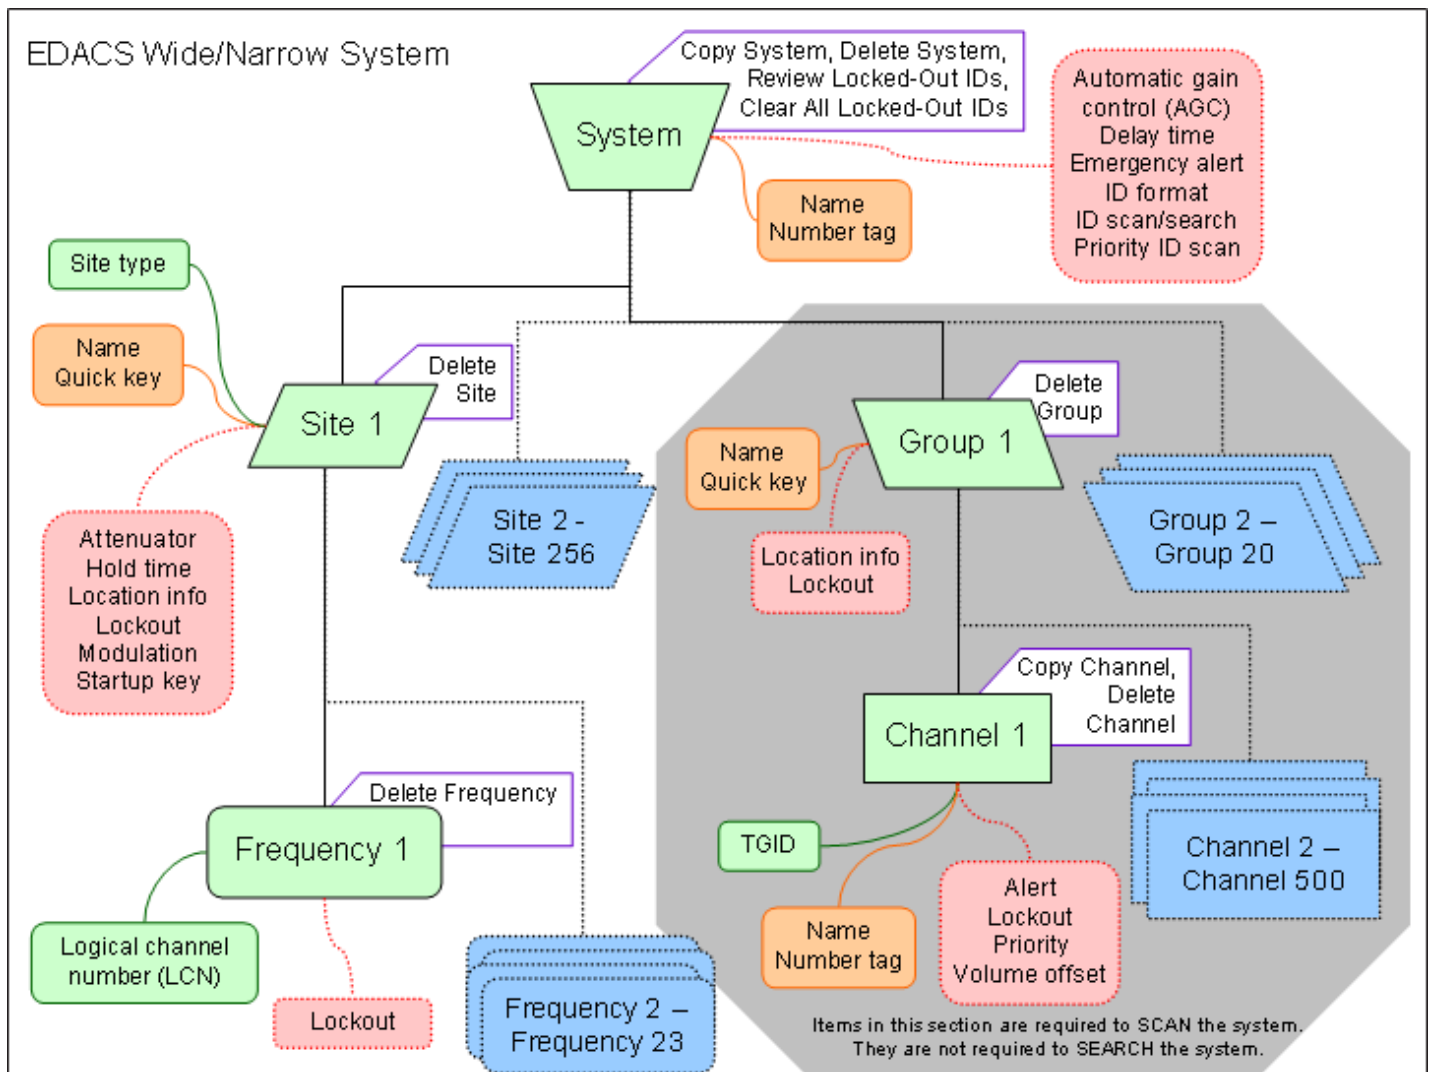 EDACS Wide/Narrow System
Copy System, Delete System,
Review Locked-Out IDs,
Clear All Locked-Out IDs
System
Automatic gain
control (AGC)
Delay time
Emergency alert
ID format
ID scan/search
Priority ID scan
Name
Number tag
Site type
Name
Quick key
Delete
Site
Site 1
Delete
Group
Group 1
Name
Quick key
Site 2 -
Site 256
Group 2 –
Group 20
Attenuator
Hold time
Location info
Lockout
Modulation
Startup key
Location info
Lockout
Copy Channel,
Delete
Channel
Channel 1
Delete Frequency
Frequency 1
TGID
Channel 2 –
Channel 500
Alert
Lockout
Priority
Volume offset
Name
Number tag
Logical channel
number (LCN)
Lockout
Frequency 2 –
Frequency 23
Items in this section are required to SCAN the system.
They are not required to SEARCH the system.